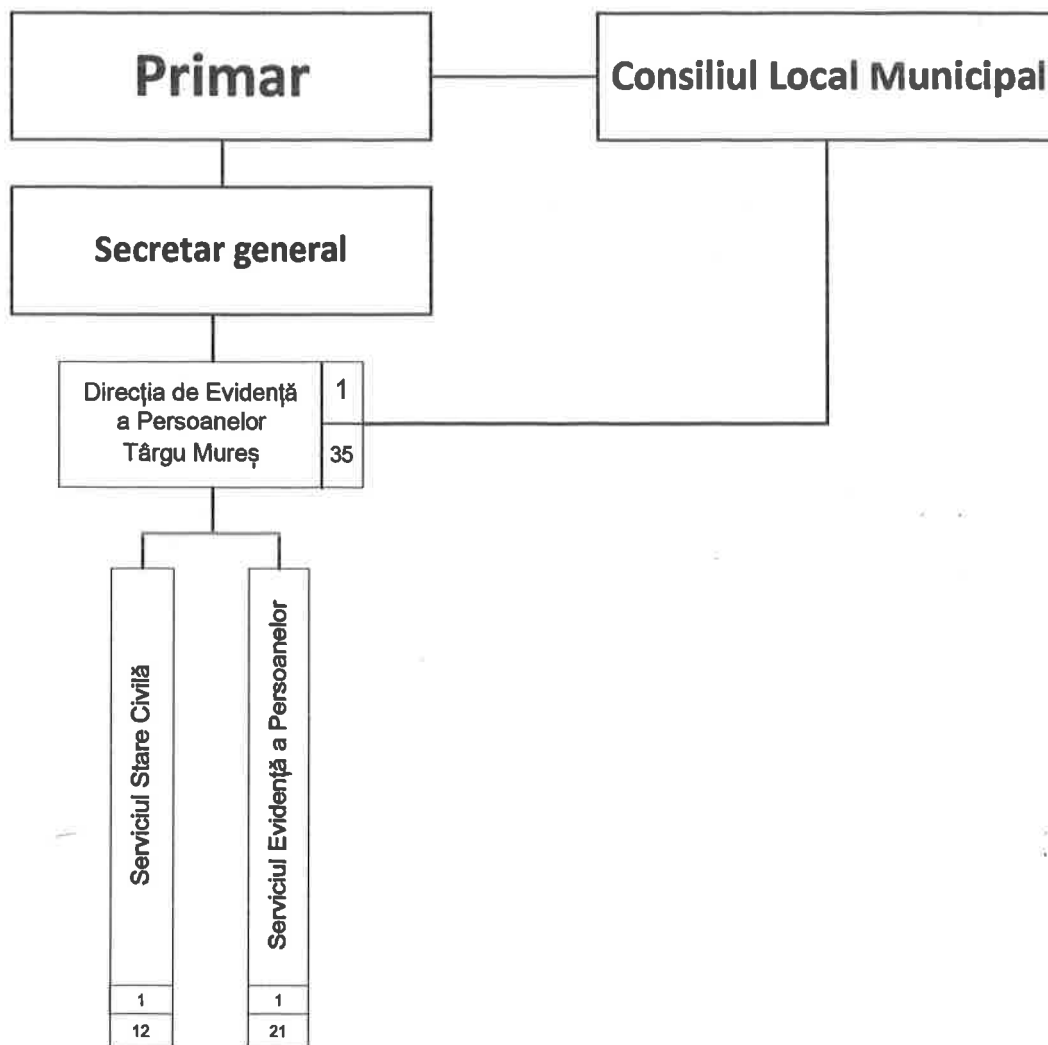 Primar
Consiliul Local Municipal
Secretar general
Direcția de Evidență
a Persoanelor
Târgu Mureș
1
35
Serviciul Stare Civilă
1
12
Serviciul Evidență a Persoanelor
1
21